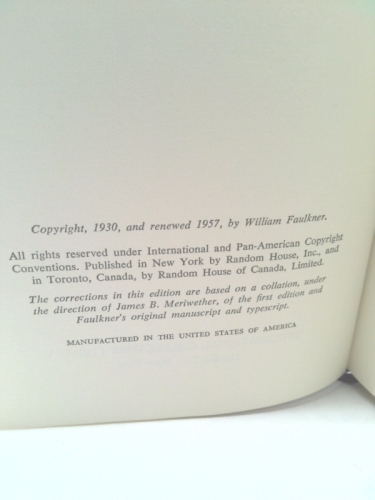 Copyright, 1930, and renewed 1957, by William Faulkner.
All rights reserved under International and Pan-American Copyright
Conventions. Published in New York by Random House, Inc., and
in Toronto, Canada, by Random House of Canada, Limited.
The corrections in this edition are based on a collation, under
the direction of James B. Meriwether, of the first edition and
Faulkner's original manuscript and typescript.
MANUFACTURED IN THE UNITED STATES OF AMERICA